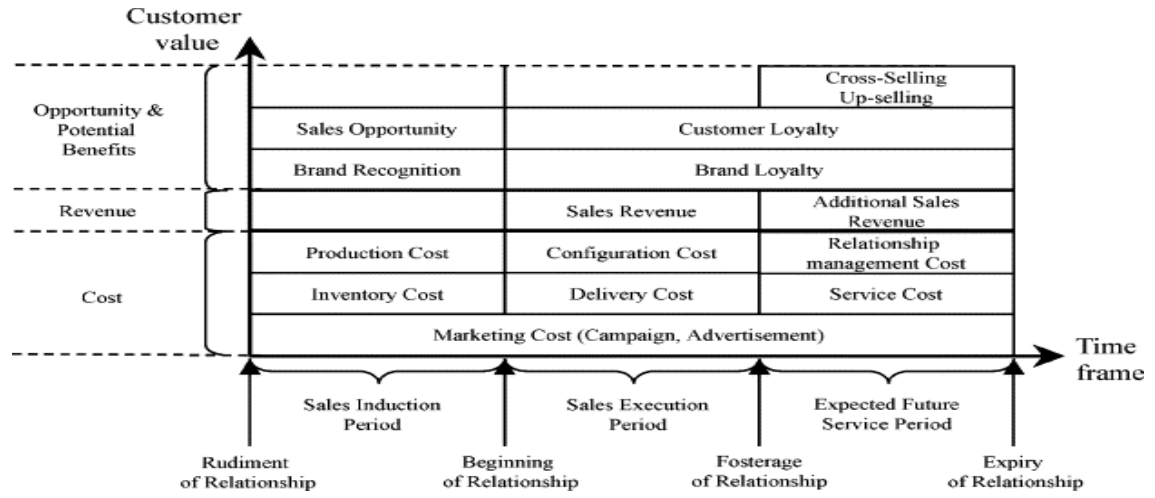 Customer
value
Cross-Selling
Up-selling
Opportunity &
Potential
Benefits
Sales Opportunity
Customer Loyalty
Brand Recognition
Brand Loyalty
Revenue
Sales Revenue
Additional Sales
Revenue
Cost
Production Cost
Configuration Cost
Relationship
management Cost
Inventory Cost
Delivery Cost
Service Cost
Marketing Cost (Campaign, Advertisement)
Time
frame
Sales Induction
Period
Sales Execution
Period
Expected Future
Service Period
Rudiment
of Relationship
Beginning
of Relationship
Fosterage
of Relationship
Expiry
of Relationship